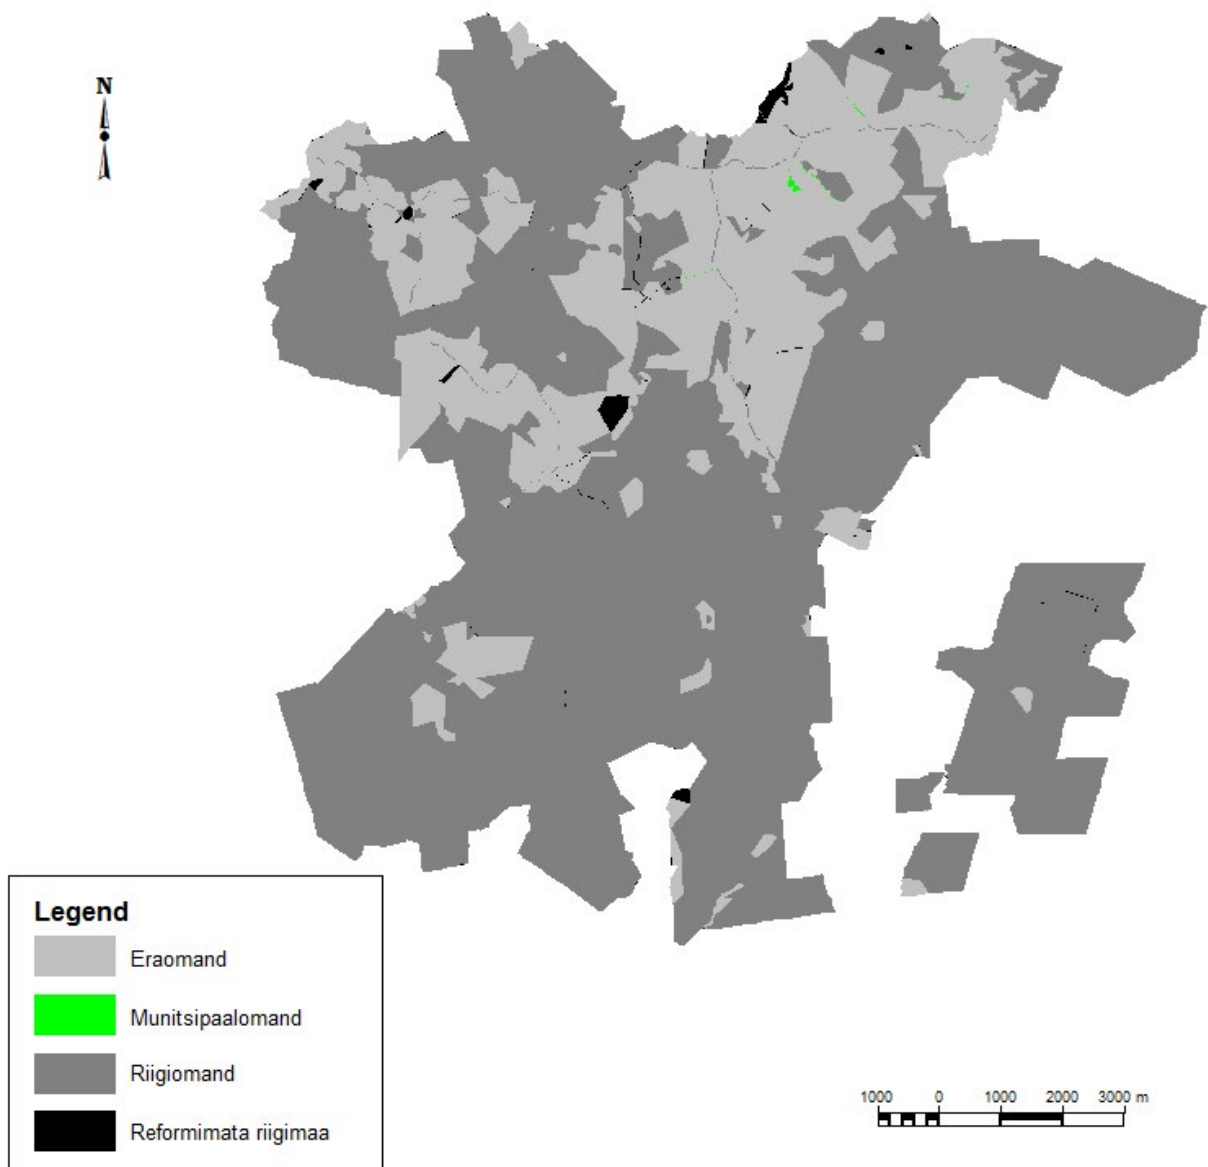 N
Legend
Eraomand
Munitsipaalomand
Riigiomand
Reformimata riigimaa
1000 0 1000 2000 3000 m